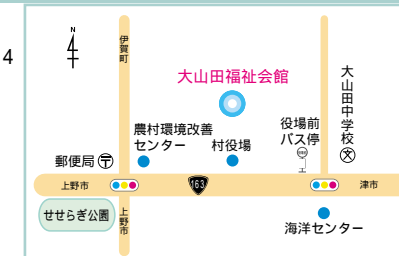 4
伊賀町
大山田福祉会館
大山田中学校
文
農村環境改善
センター
村役場
役場前
バス停
郵便局 〒
上野市
163
津市
せせらぎ公園
上野市
海洋センター